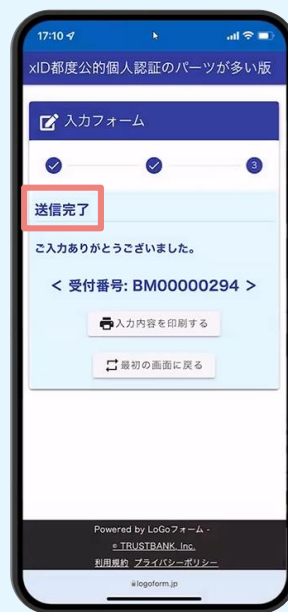 17:10
xID都度公的個人認証のパーツが多い版
入力フォーム
3
送信完了
ご入力ありがとうございました。
< 受付番号: BM00000294 >
入力内容を印刷する
最初の画面に戻る
Powered by LoGoフォーム -
© TRUSTBANK, Inc.
利用規約 プライバシーポリシー
logoform.jp